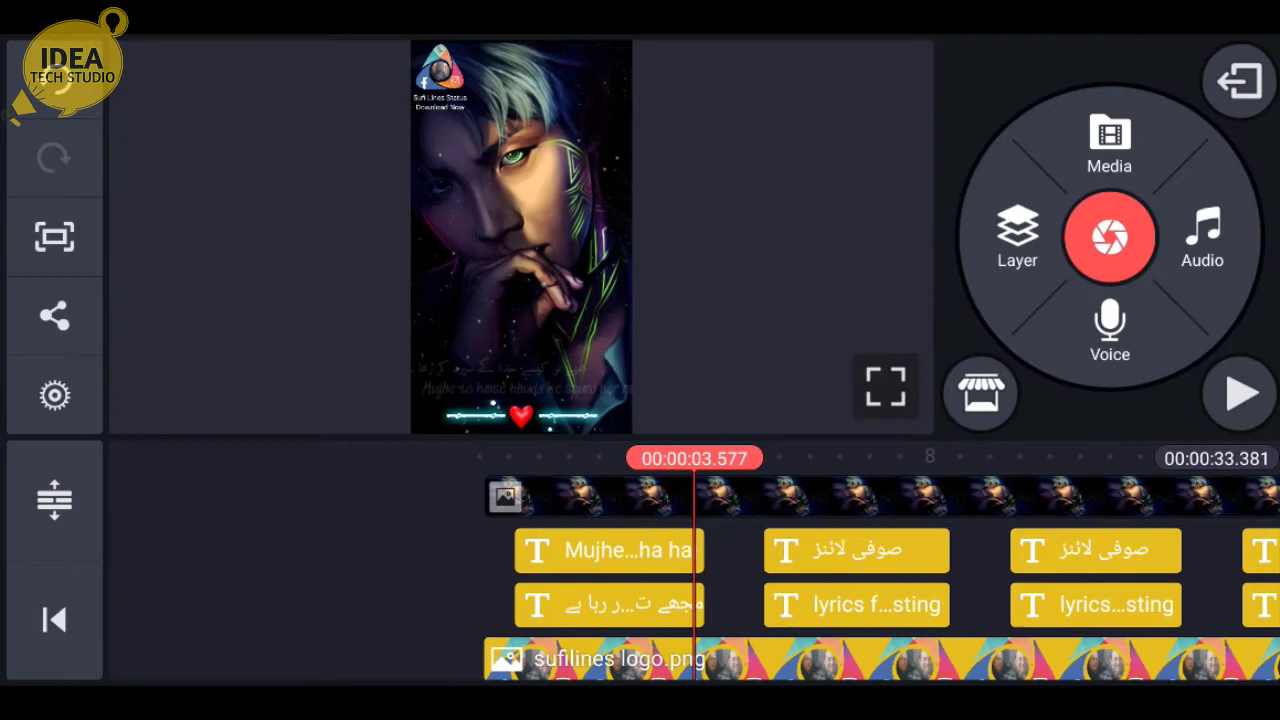 IDEA
TECH STUDIO
Sufi Lines Status
Download Now
Media
Layer
Audio
Voice
Mujhe to
00:00:03.577
8
00:00:33.381
Mujhe...ha ha
صوفی لائنز
صوفی لائنز
مجھے ت...ر رہا ہے
lyrics f...sting
lyrics...sting
sufilines logo.png